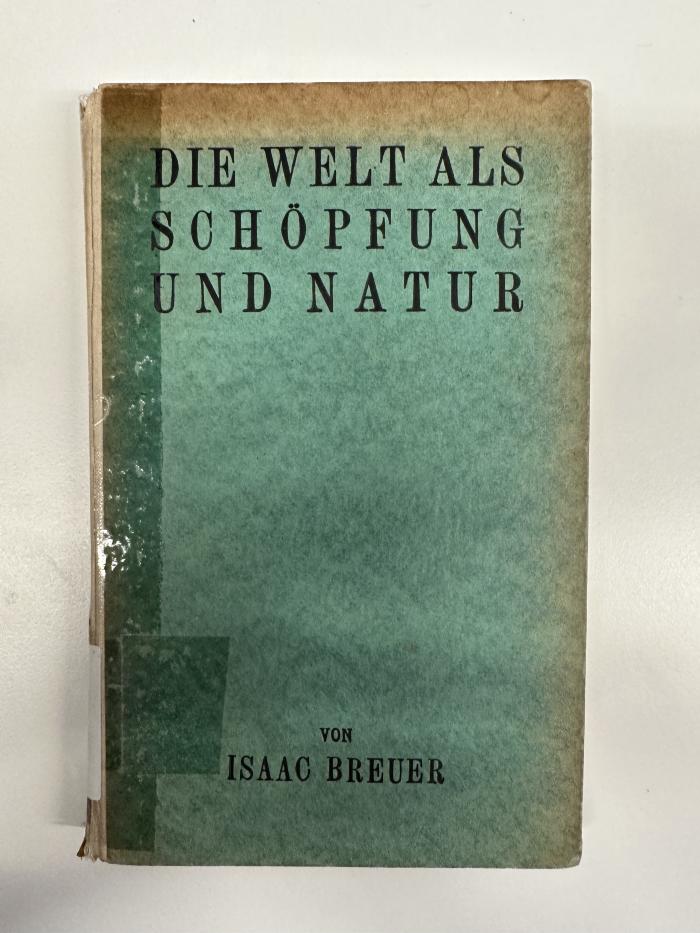 DIE WELT ALS
SCHÖPFUNG
UND NATUR
VON
ISAAC BREUER